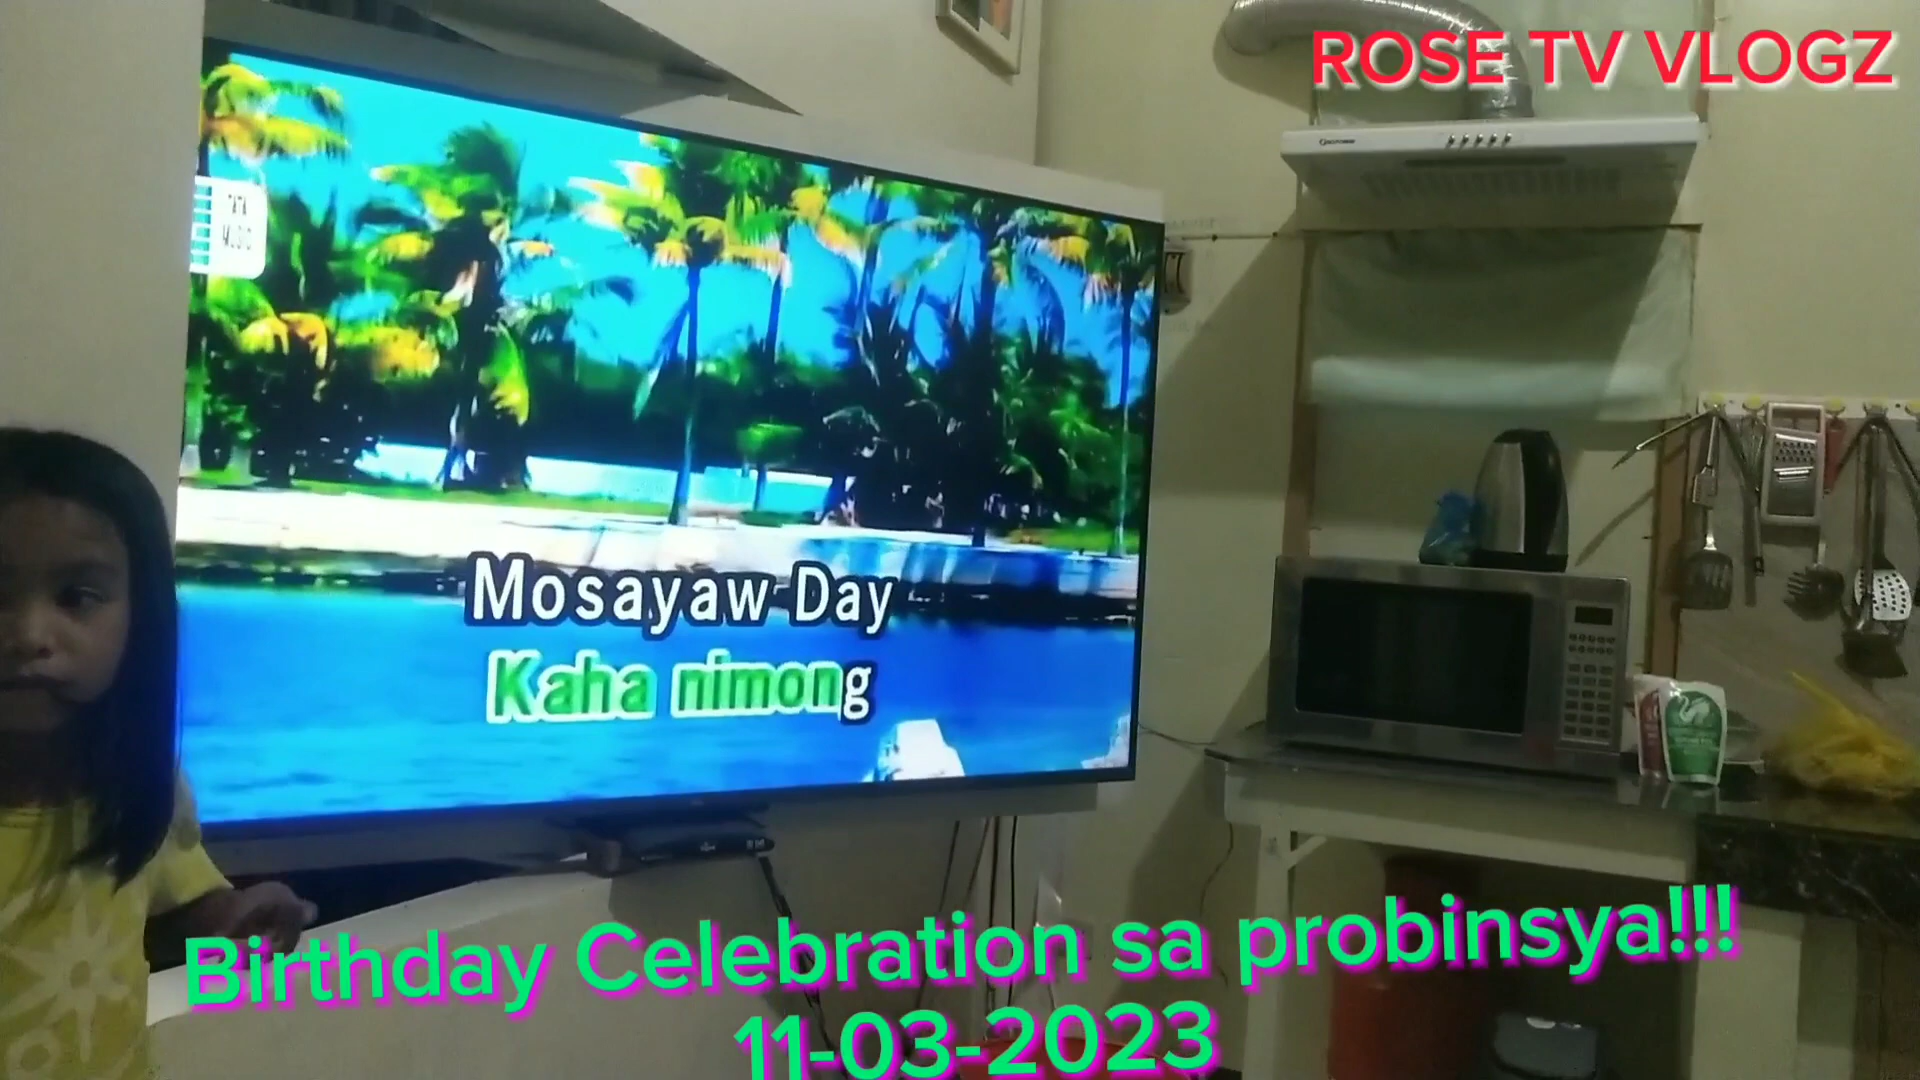 ROSE TV VLOGZ
Mosayaw Day
Kaha nimong
Birthday Celebration sa probinsya!!!
11-03-2023